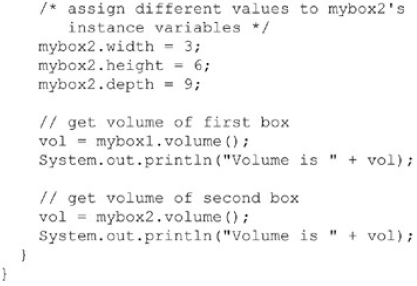 /* assign different values to mybox2's
instance variables */
mybox2.width = 3;
mybox2.height = 6;
mybox2.depth = 9;
// get volume of first box
vol = mybox1.volume();
System.out.println("Volume is " + vol);
// get volume of second box
vol = mybox2.volume();
System.out.println("Volume is " + vol);
}
}